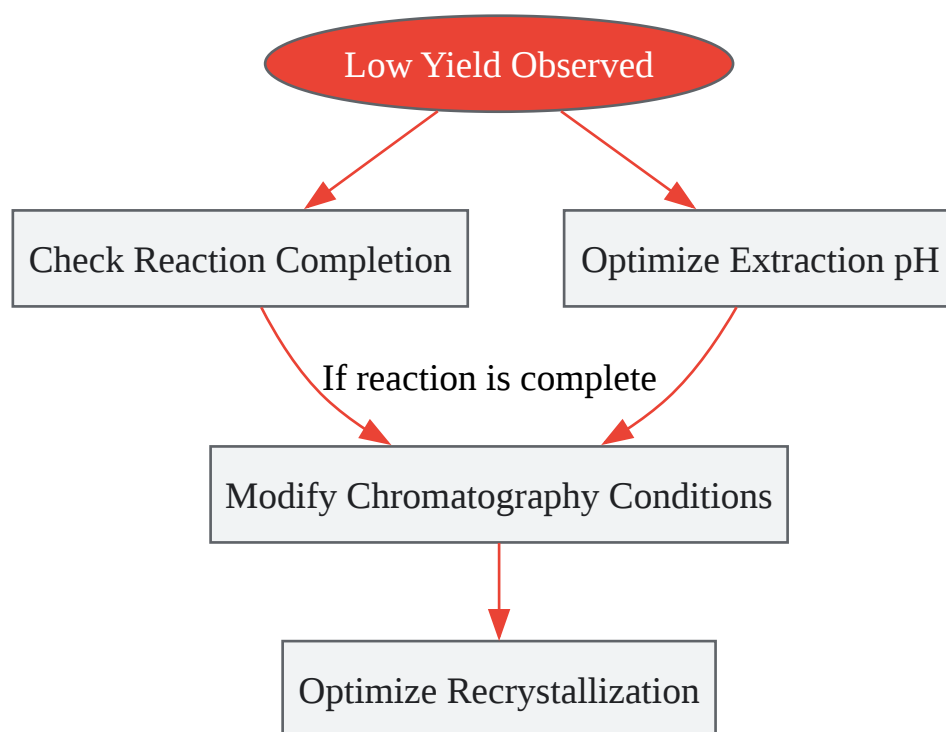 Low Yield Observed
Check Reaction Completion
Optimize Extraction pH
If reaction is complete
Modify Chromatography Conditions
Optimize Recrystallization